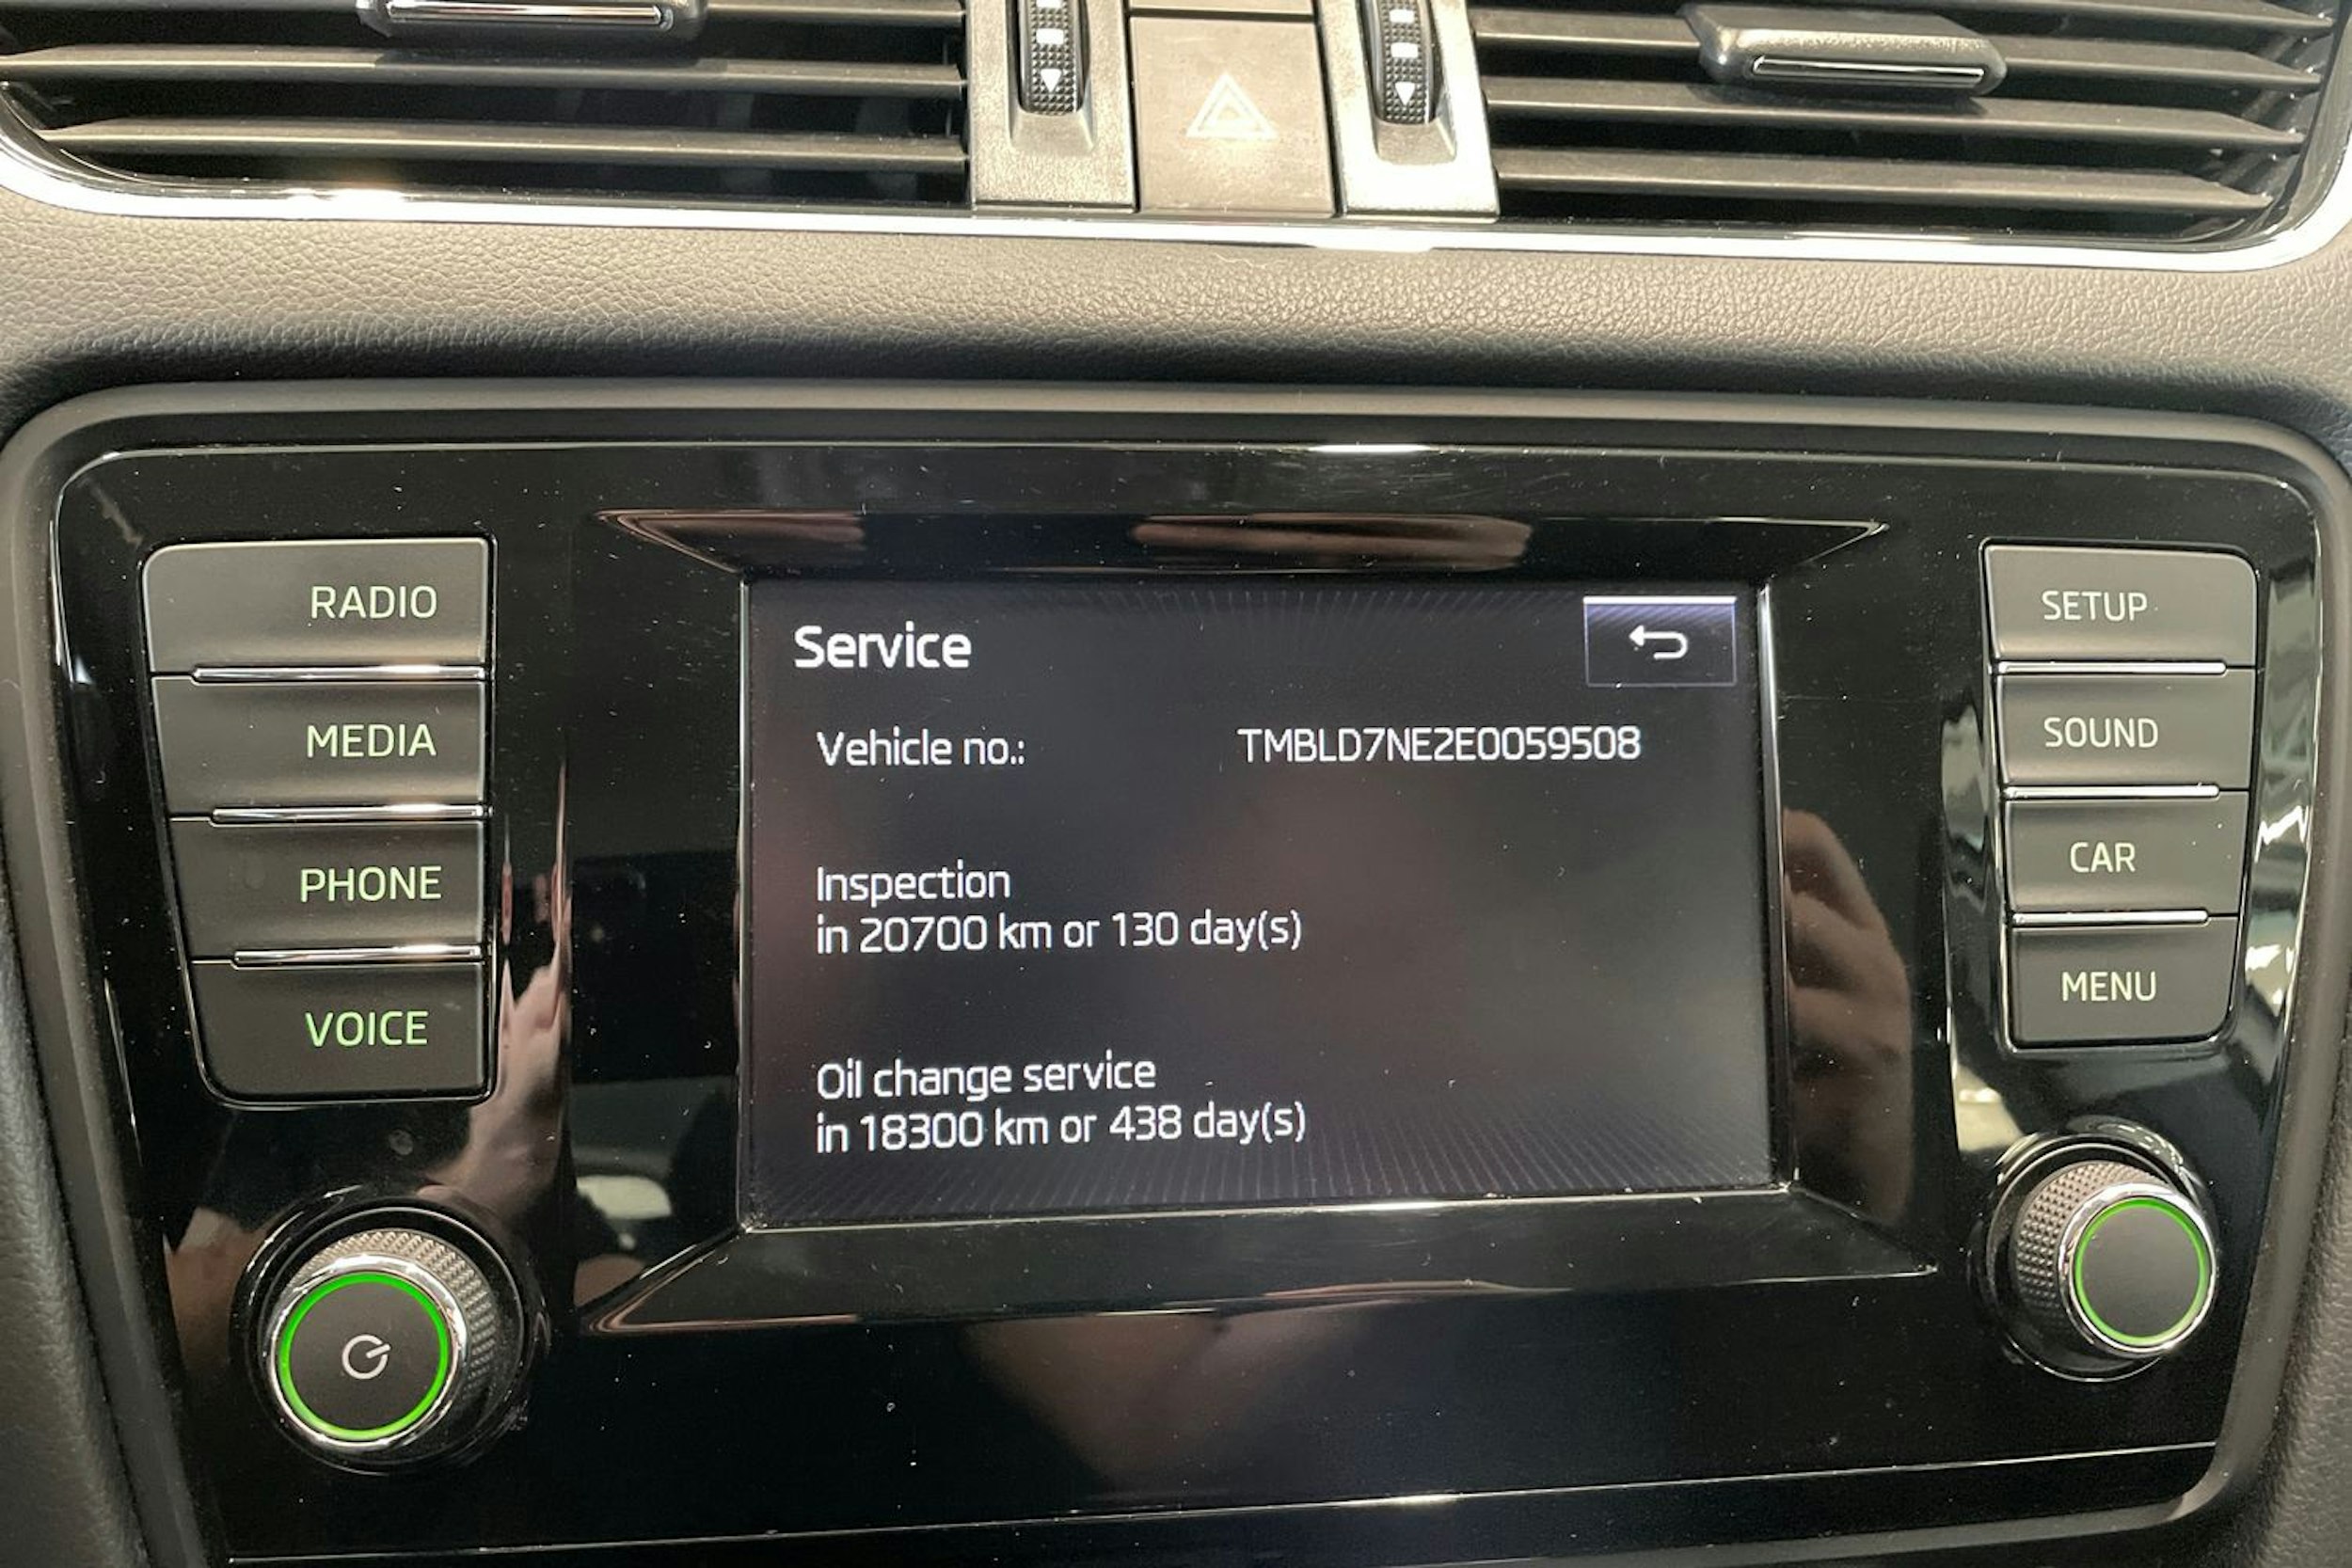 RADIO
MEDIA
PHONE
VOICE
Service
Vehicle no.: TMBLD7NE2E0059508
Inspection
in 20700 km or 130 day(s)
Oil change service
in 18300 km or 438 day(s)
SETUP
SOUND
CAR
MENU